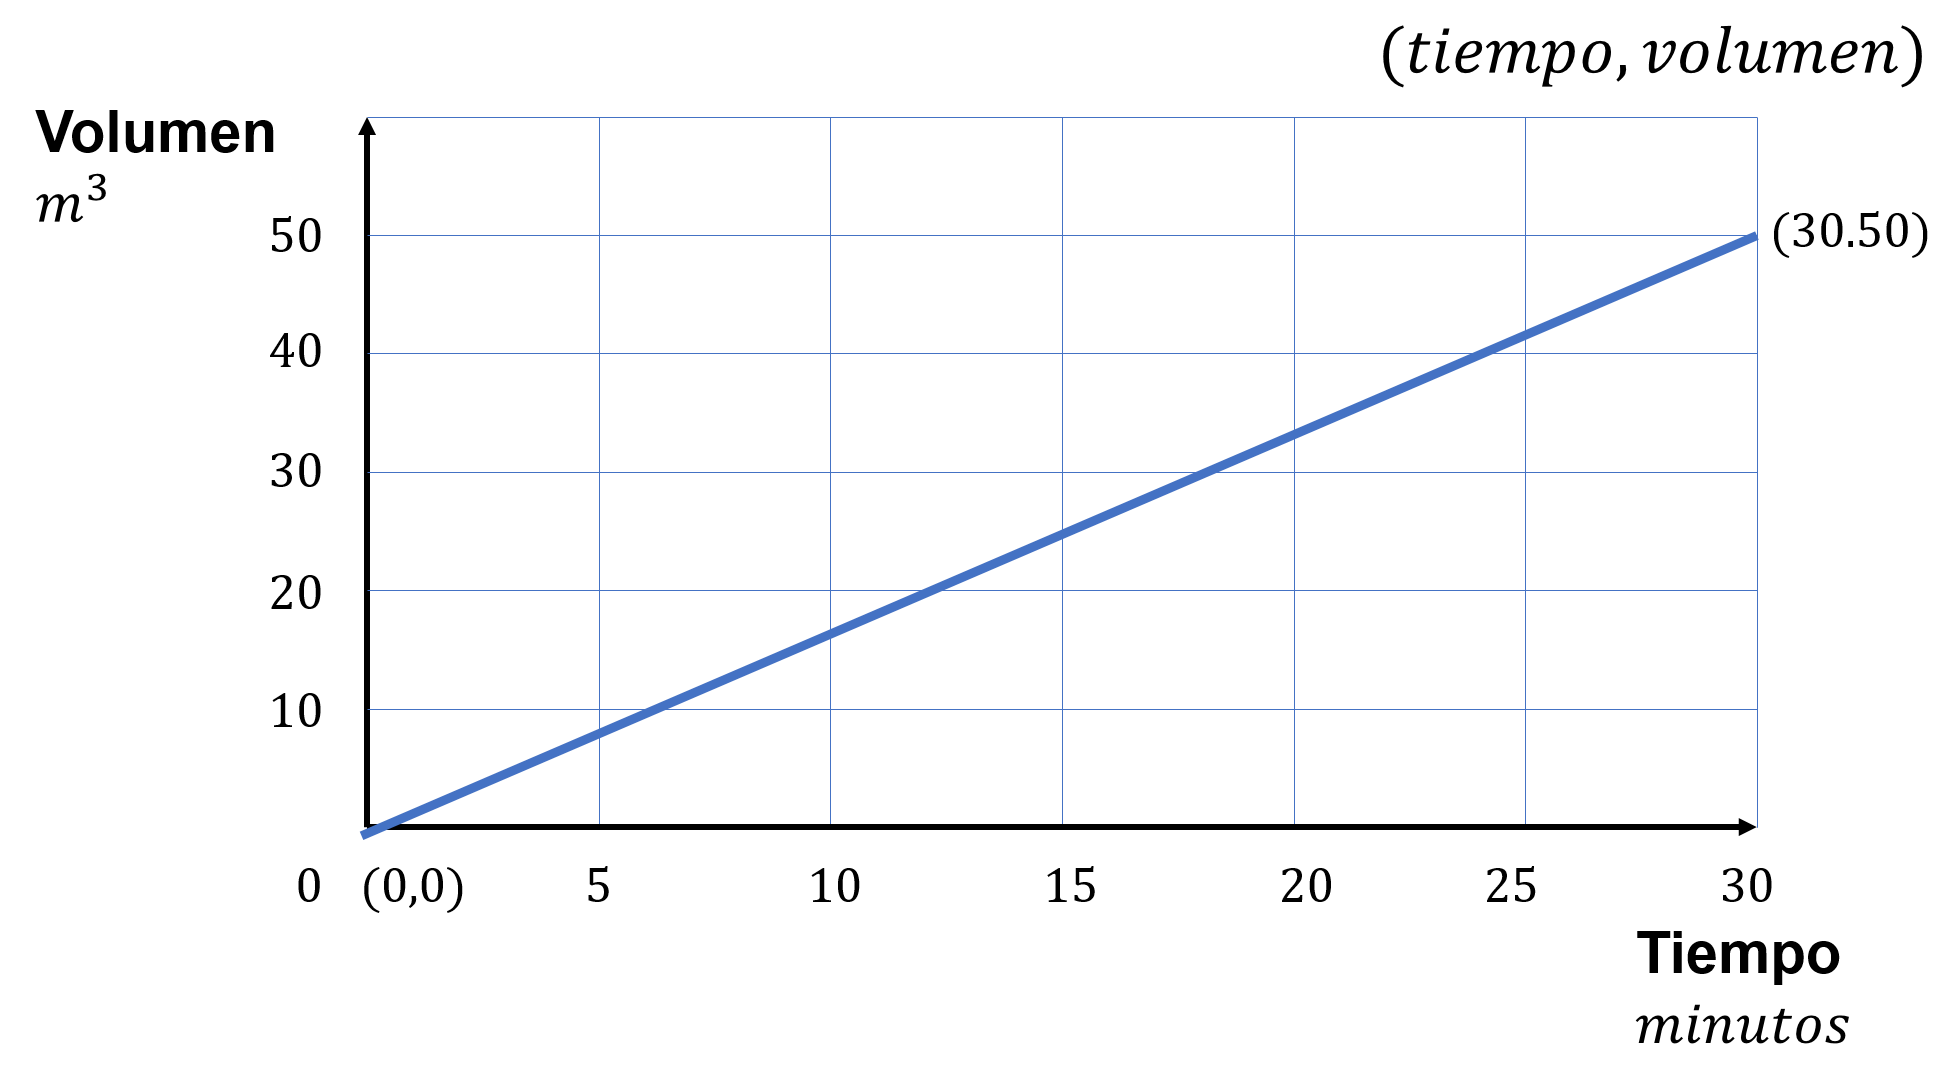 (tiempo, volumen)
Volumen
m³
50
(30.50)
40
30
20
10
0 (0,0) 5 10 15 20 25 30
Tiempo
minutos